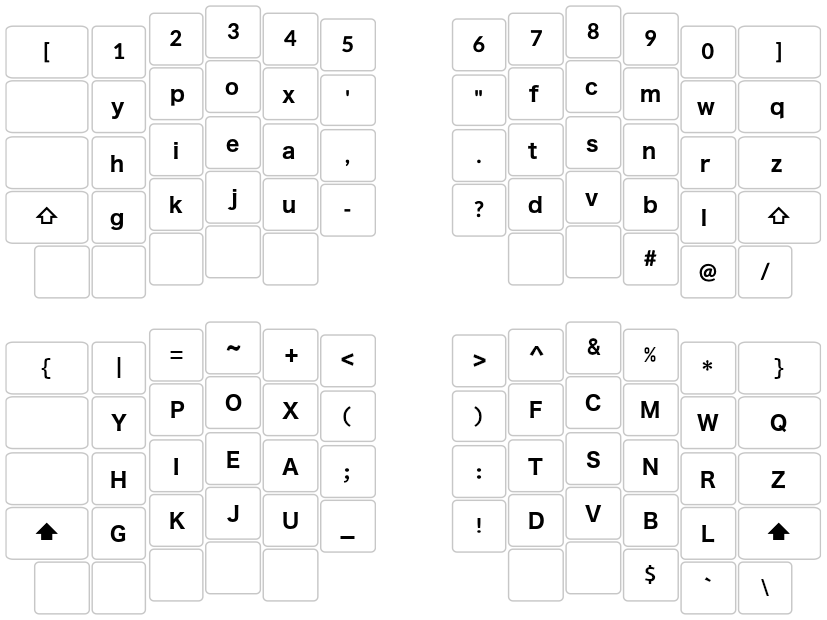 [ 1 2 3 4 5 6 7 8 9 0 ]
y p o x ' " f c m w q
h i e a , . t s n r z
⇧ g k j u - ? d v b l ⇧
# @ /
{ | = ~ + < > ^ & % * }
Y P O X ( ) F C M W Q
H I E A ; : T S N R Z
⬆ G K J U _ ! D V B L ⬆
$ ` \